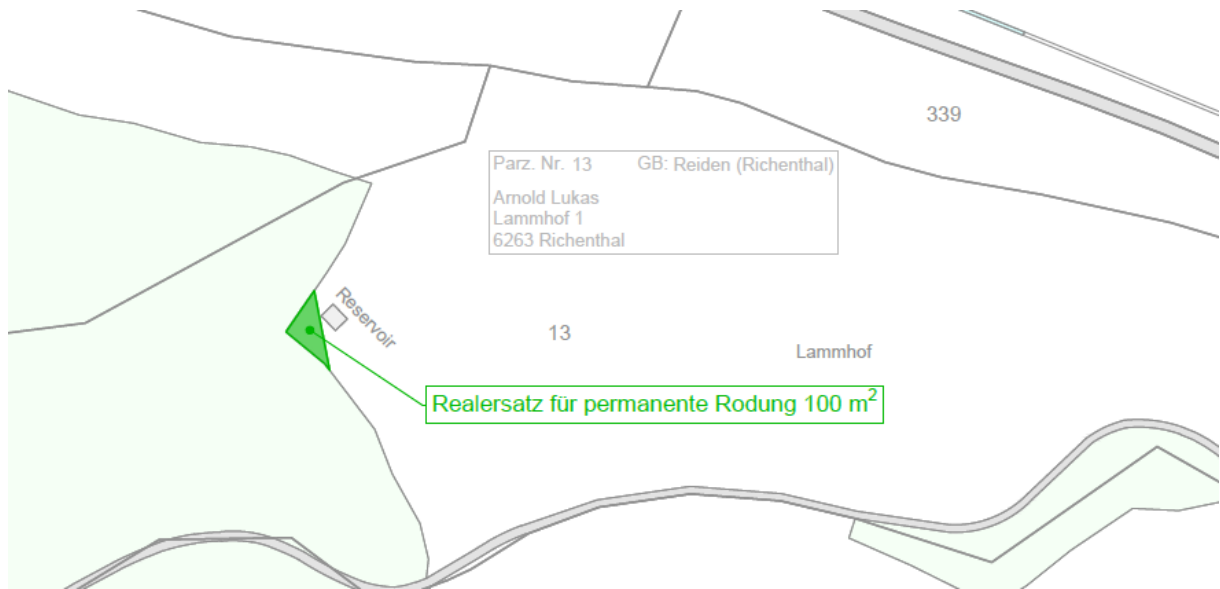 339
Parz. Nr. 13 GB: Reiden (Richenthal)
Arnold Lukas
Lammhof 1
6263 Richenthal
Reservoir
13
Lammhof
Realersatz für permanente Rodung 100 m²